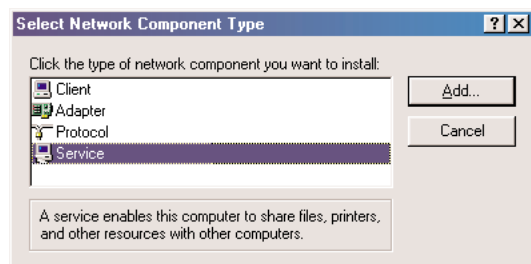 Select Network Component Type
Click the type of network component you want to install:
Client
Adapter
Protocol
Service
Add...
Cancel
A service enables this computer to share files, printers,
and other resources with other computers.